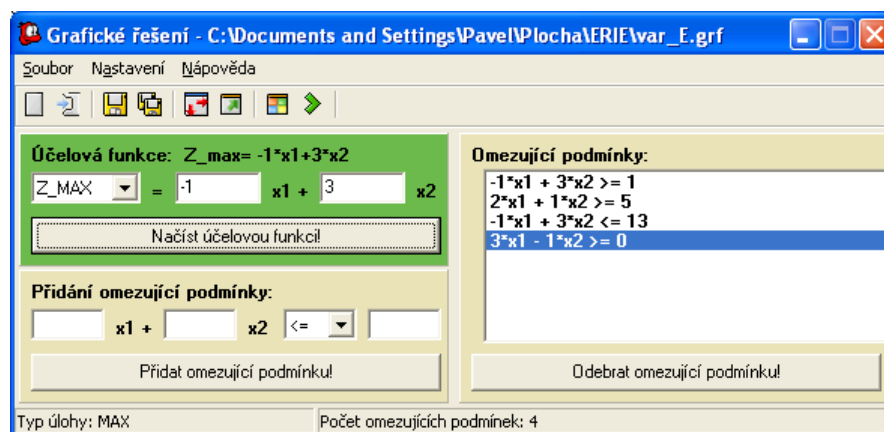 Grafické řešení - C:\Documents and Settings\Pavel\Plocha\ERIE\var_E.grf
Soubor Nastavení Nápověda
Účelová funkce: Z_max= -1*x1+3*x2
Z_MAX = -1 x1 + 3 x2
Načíst účelovou funkci!
Přidání omezující podmínky:
x1 + x2 <=
Přidat omezující podmínku!
Omezující podmínky:
-1*x1 + 3*x2 >= 1
2*x1 + 1*x2 >= 5
-1*x1 + 3*x2 <= 13
3*x1 - 1*x2 >= 0
Odebrat omezující podmínku!
Typ úlohy: MAX Počet omezujících podmínek: 4